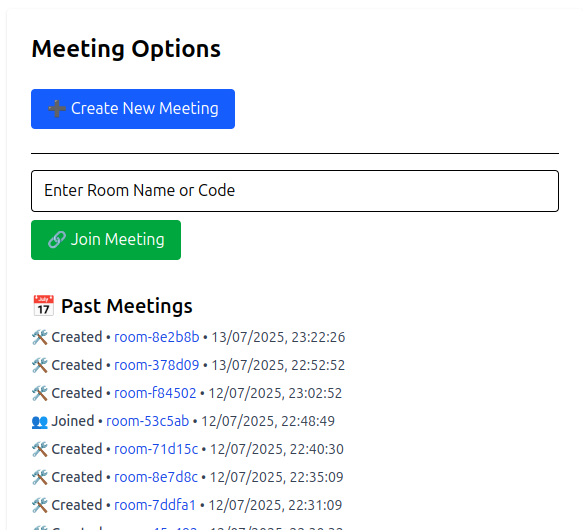 Meeting Options
➕ Create New Meeting
Enter Room Name or Code
🔗 Join Meeting
📅 Past Meetings
🛠️ Created • room-8e2b8b • 13/07/2025, 23:22:26
🛠️ Created • room-378d09 • 13/07/2025, 22:52:52
🛠️ Created • room-f84502 • 12/07/2025, 23:02:52
👥 Joined • room-53c5ab • 12/07/2025, 22:48:49
🛠️ Created • room-71d15c • 12/07/2025, 22:40:30
🛠️ Created • room-8e7d8c • 12/07/2025, 22:35:09
🛠️ Created • room-7ddfa1 • 12/07/2025, 22:31:09